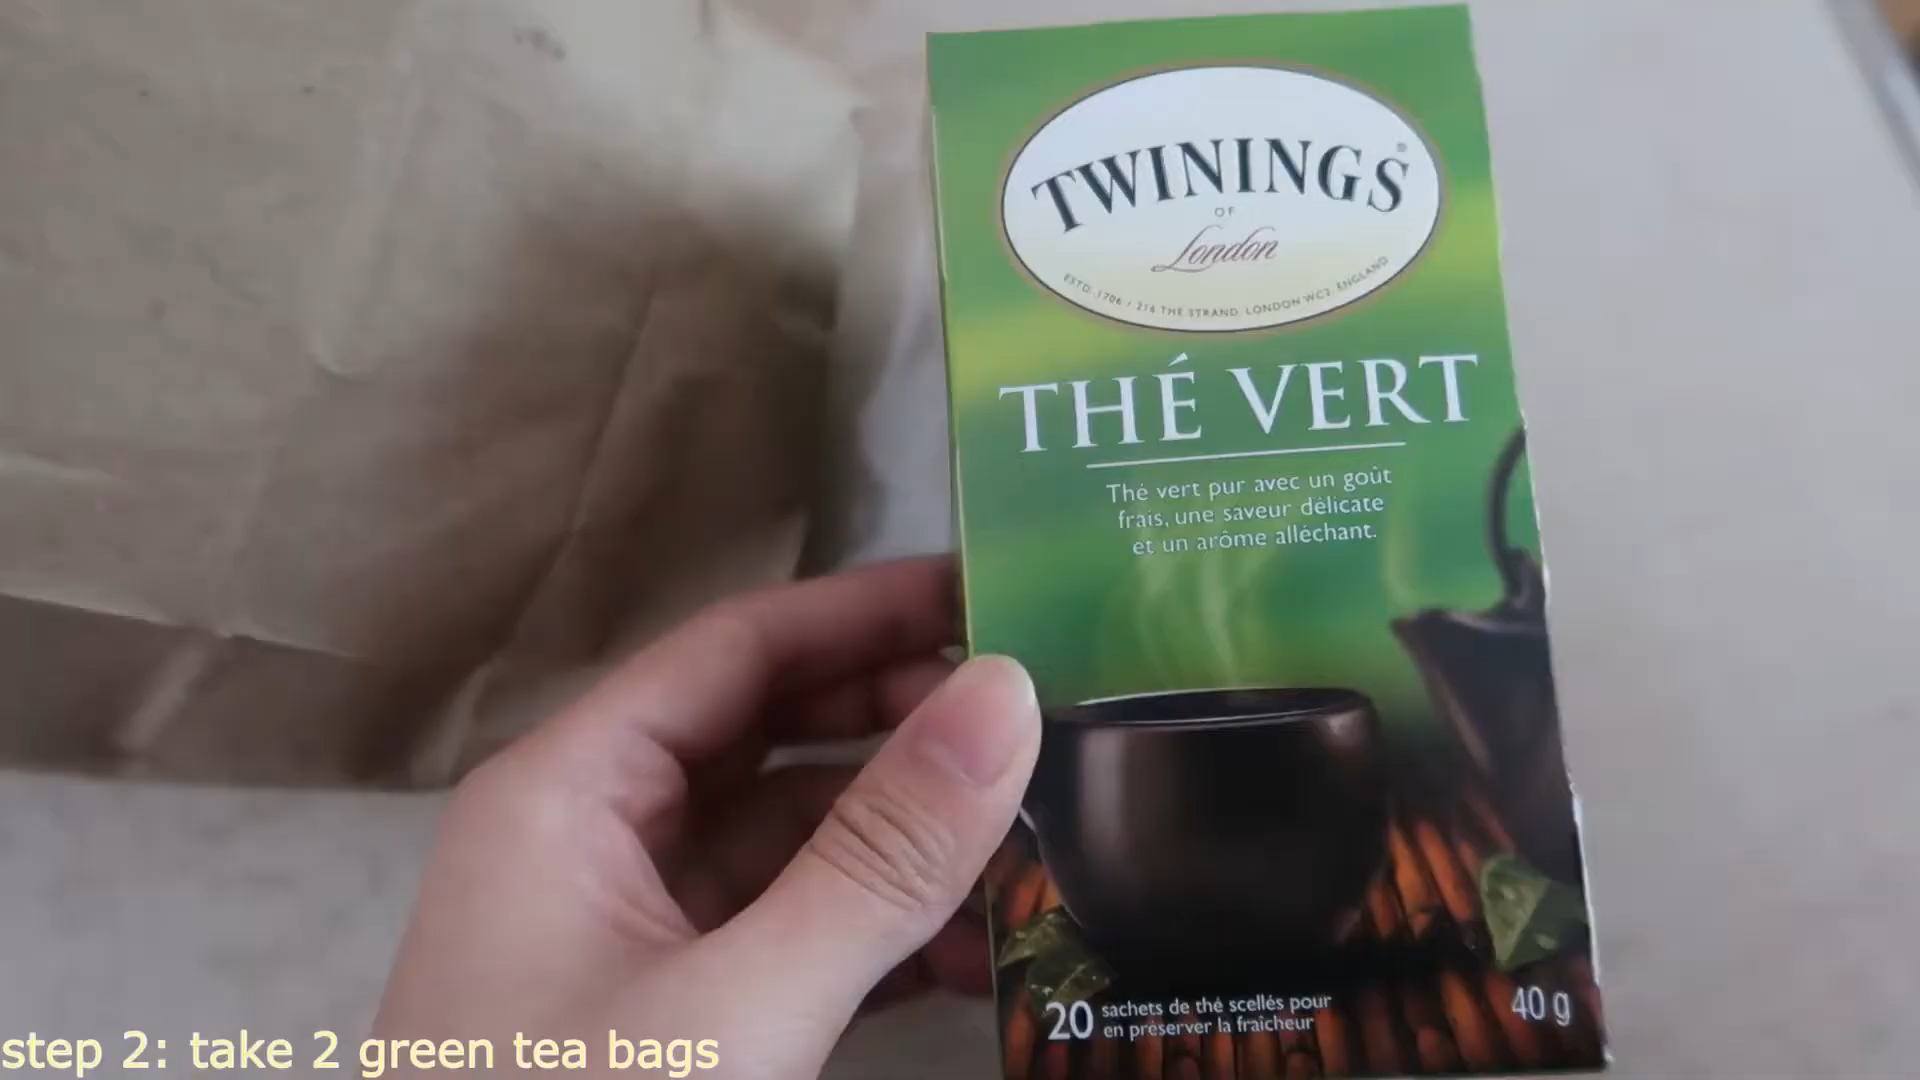 TWININGS®
OF
London
ESTD. 1706 • 216 THE STRAND. LONDON WC2. ENGLAND
THÉ VERT
Thé vert pur avec un goût
frais, une saveur délicate
et un arôme alléchant.
20 sachets de thé scellés pour
en préserver la fraîcheur
40 g
step 2: take 2 green tea bags